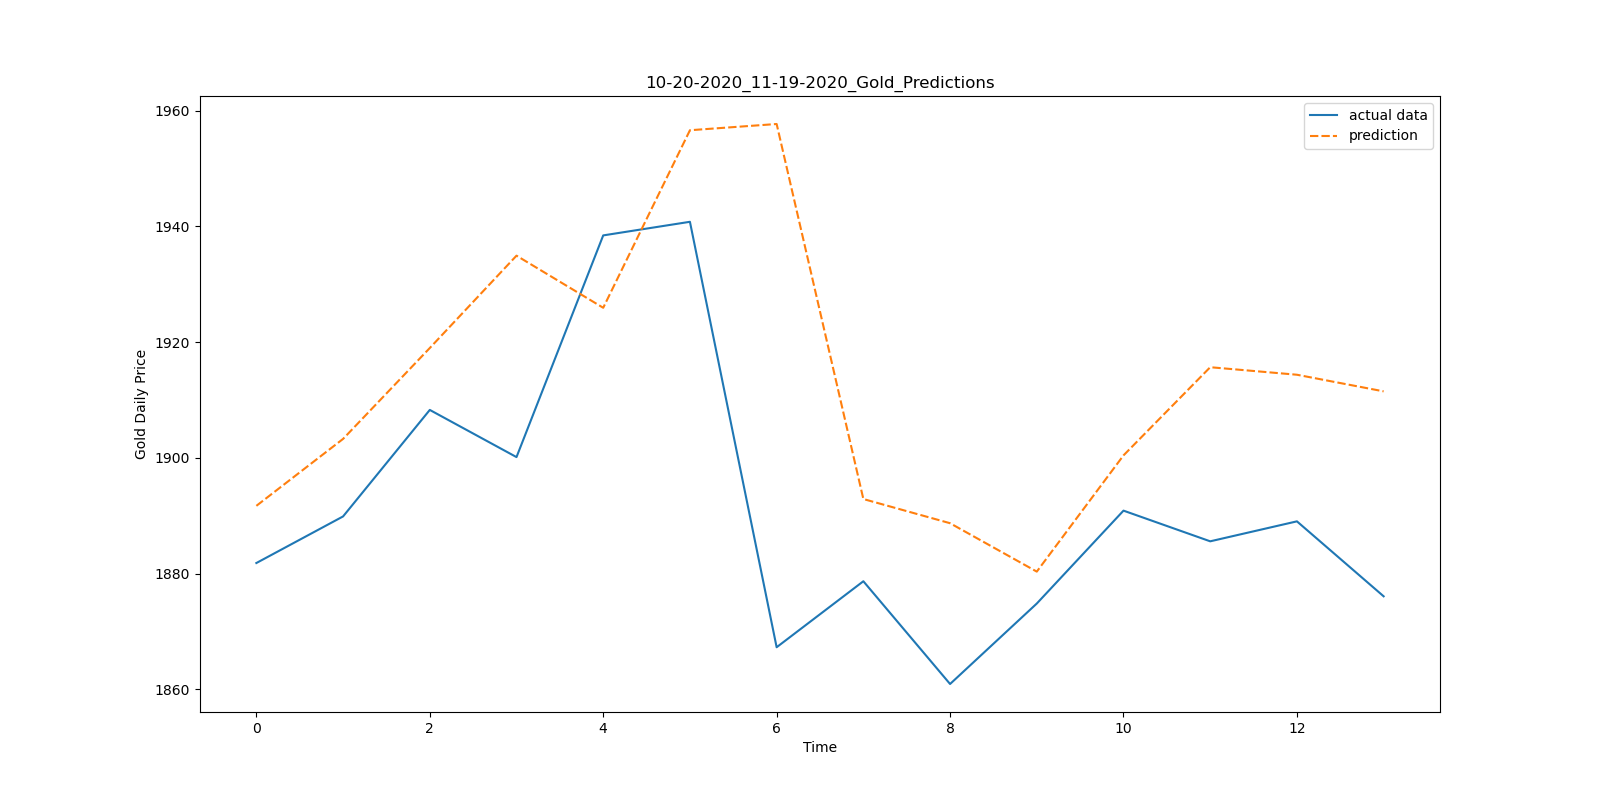 10-20-2020_11-19-2020_Gold_Predictions
actual data
prediction
Gold Daily Price
1960
1940
1920
1900
1880
1860
0 2 4 6 8 10 12
Time